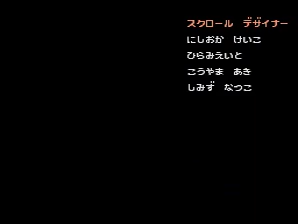 スクロール　デザイナー
にしおか　けいこ
ひらみえいと
こうやま　あき
しみず　なつこ